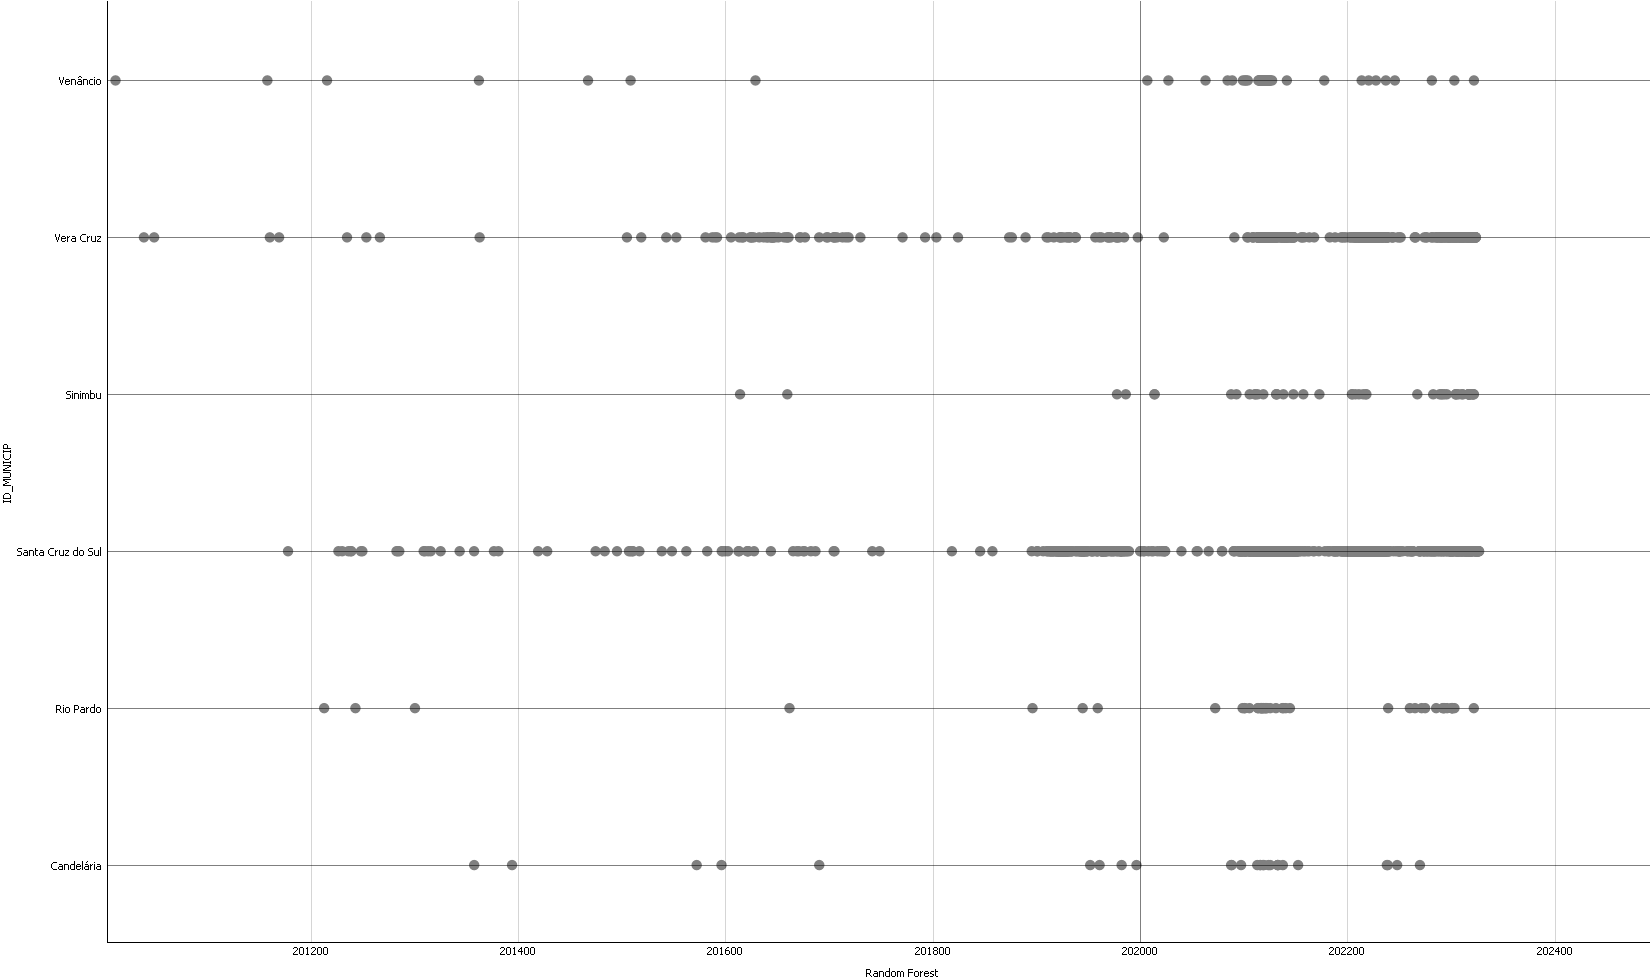 Venâncio
Vera Cruz
Sinimbu
ID_MUNICIP
Santa Cruz do Sul
Rio Pardo
Candelária
201200 201400 201600 201800 202000 202200 202400
Random Forest